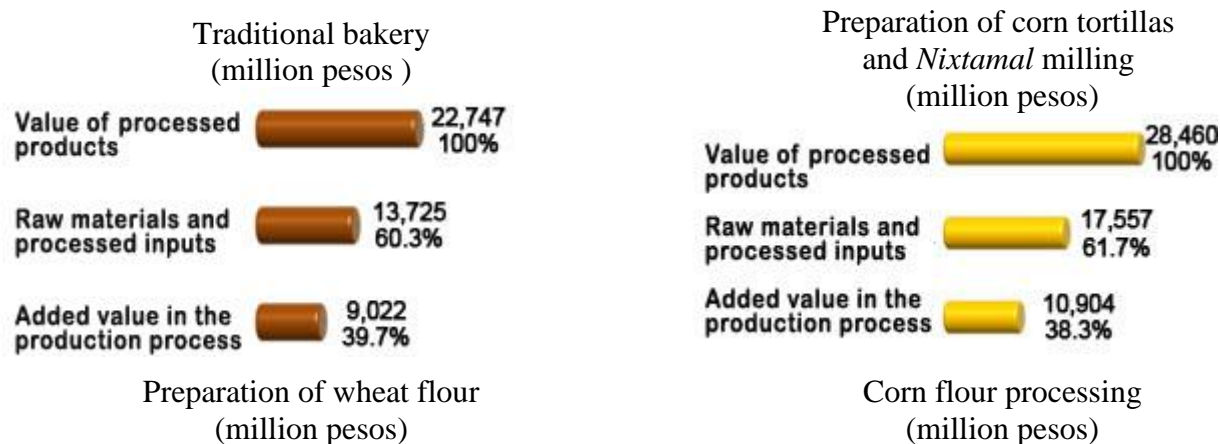 Traditional bakery
(million pesos )
Value of processed
products
22,747
100%
Raw materials and
processed inputs
13,725
60.3%
Added value in the
production process
9,022
39.7%
Preparation of wheat flour
(million pesos)
Preparation of corn tortillas
and Nixtamal milling
(million pesos)
Value of processed
products
28,460
100%
Raw materials and
processed inputs
17,557
61.7%
Added value in the
production process
10,904
38.3%
Corn flour processing
(million pesos)